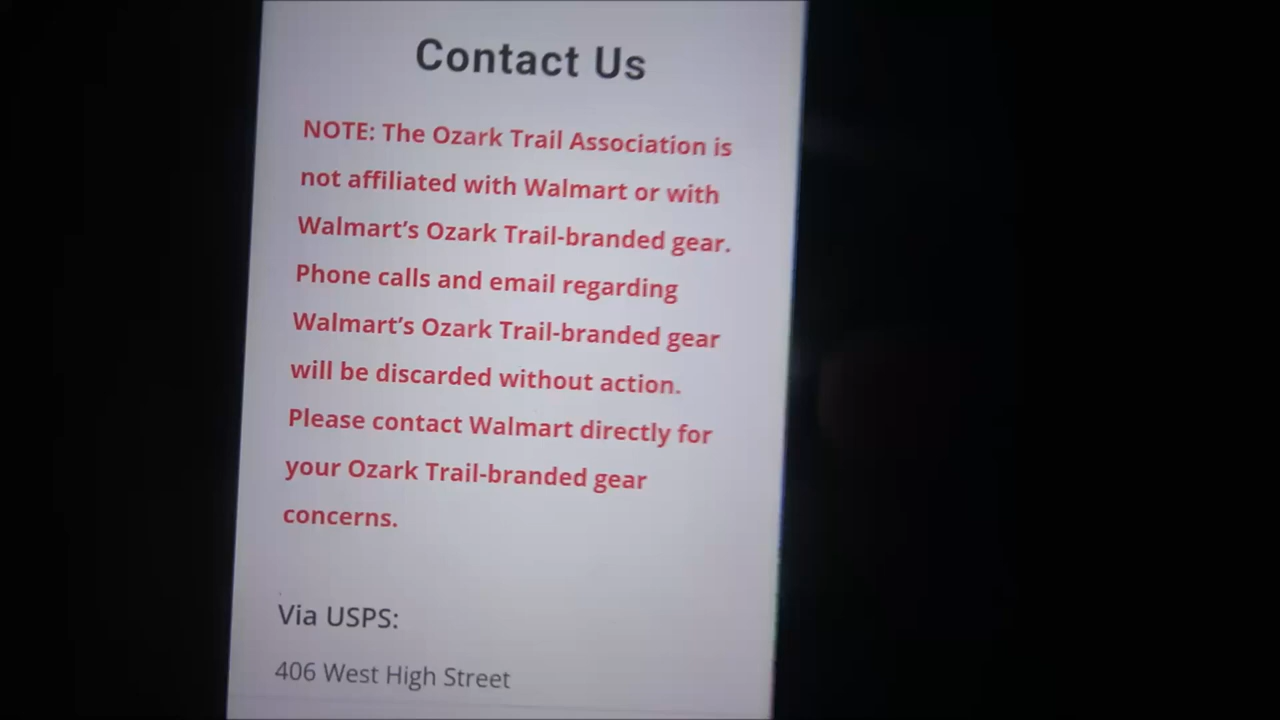 Contact Us
NOTE: The Ozark Trail Association is
not affiliated with Walmart or with
Walmart’s Ozark Trail-branded gear.
Phone calls and email regarding
Walmart’s Ozark Trail-branded gear
will be discarded without action.
Please contact Walmart directly for
your Ozark Trail-branded gear
concerns.
Via USPS:
406 West High Street